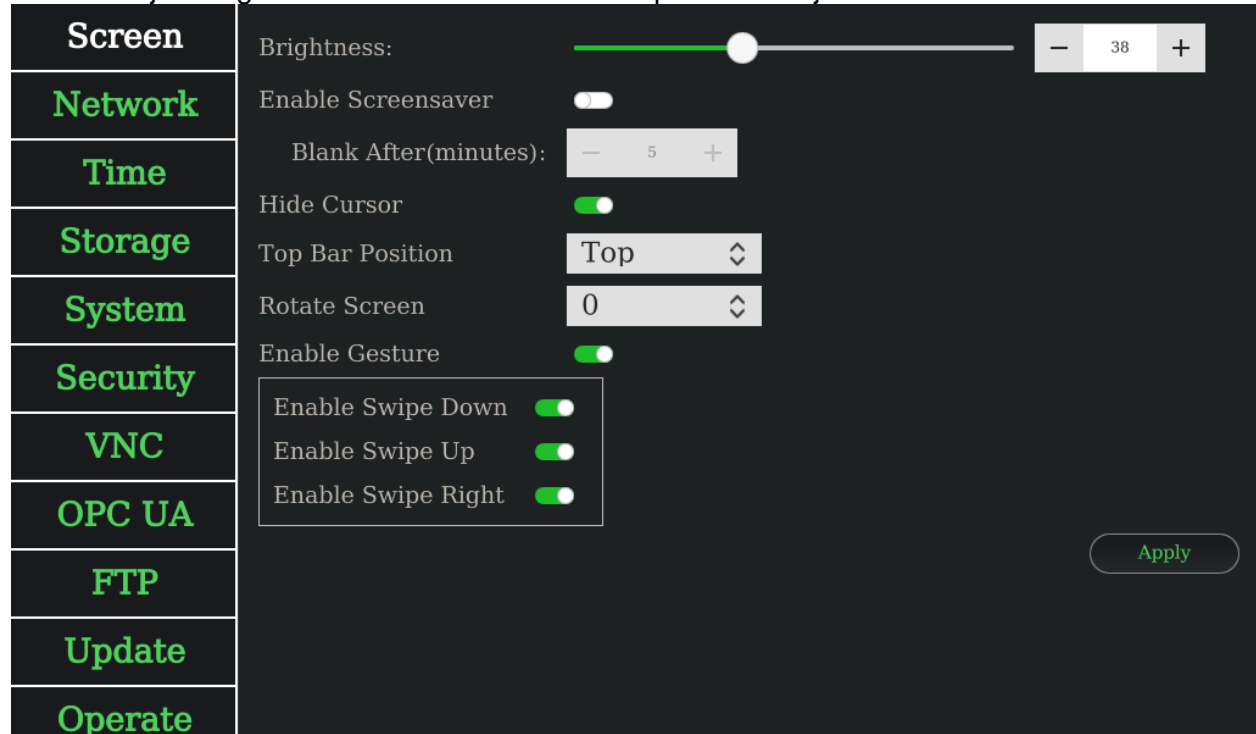 Screen
Network
Time
Storage
System
Security
VNC
OPC UA
FTP
Update
Operate
Brightness: 38
Enable Screensaver
Blank After(minutes): 5
Hide Cursor
Top Bar Position Top
Rotate Screen 0
Enable Gesture
Enable Swipe Down
Enable Swipe Up
Enable Swipe Right
Apply